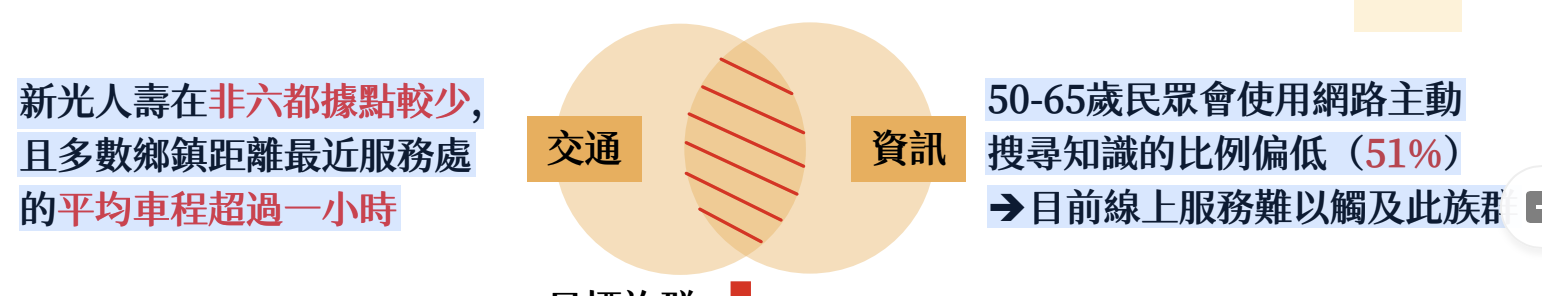 新光人壽在非六都據點較少,
且多數鄉鎮距離最近服務處
的平均車程超過一小時
交通
資訊
50-65歲民眾會使用網路主動
搜尋知識的比例偏低（51%）
➔目前線上服務難以觸及此族群